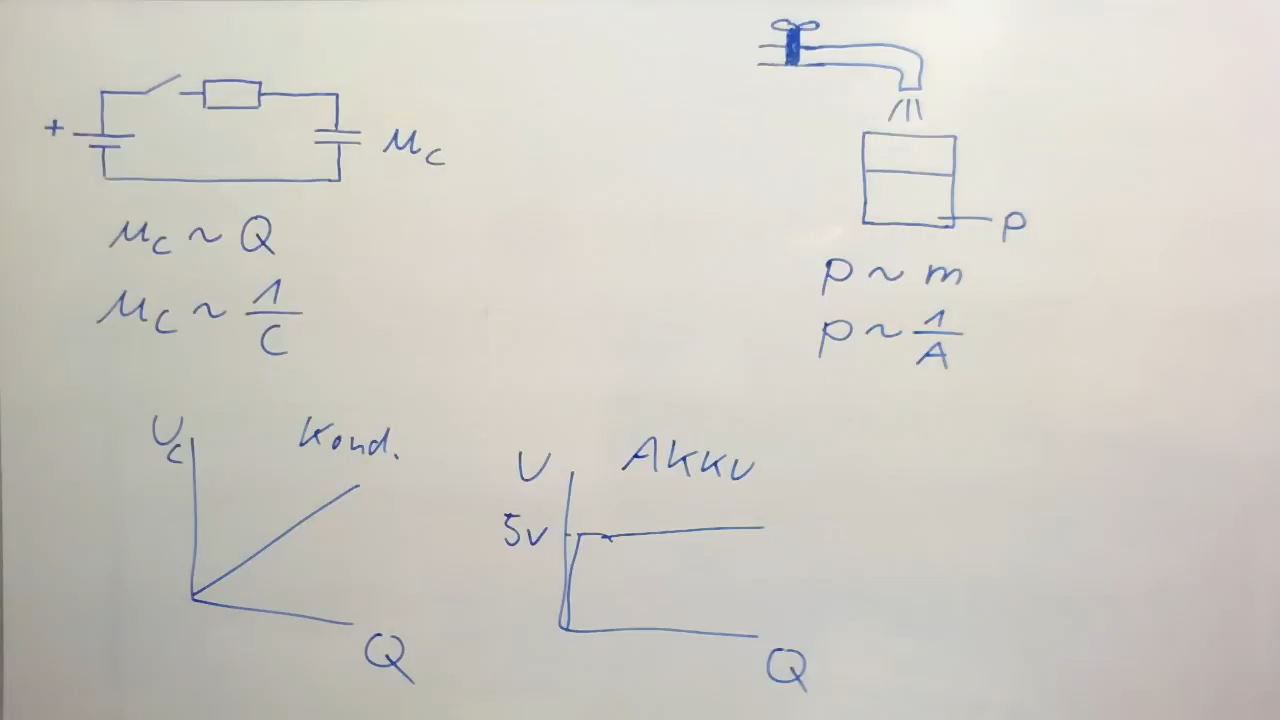 +
u_C
u_C ~ Q
u_C ~ 1/C
p
p ~ m
p ~ 1/A
U_C
Kond.
Q
U
AKKU
5V
Q